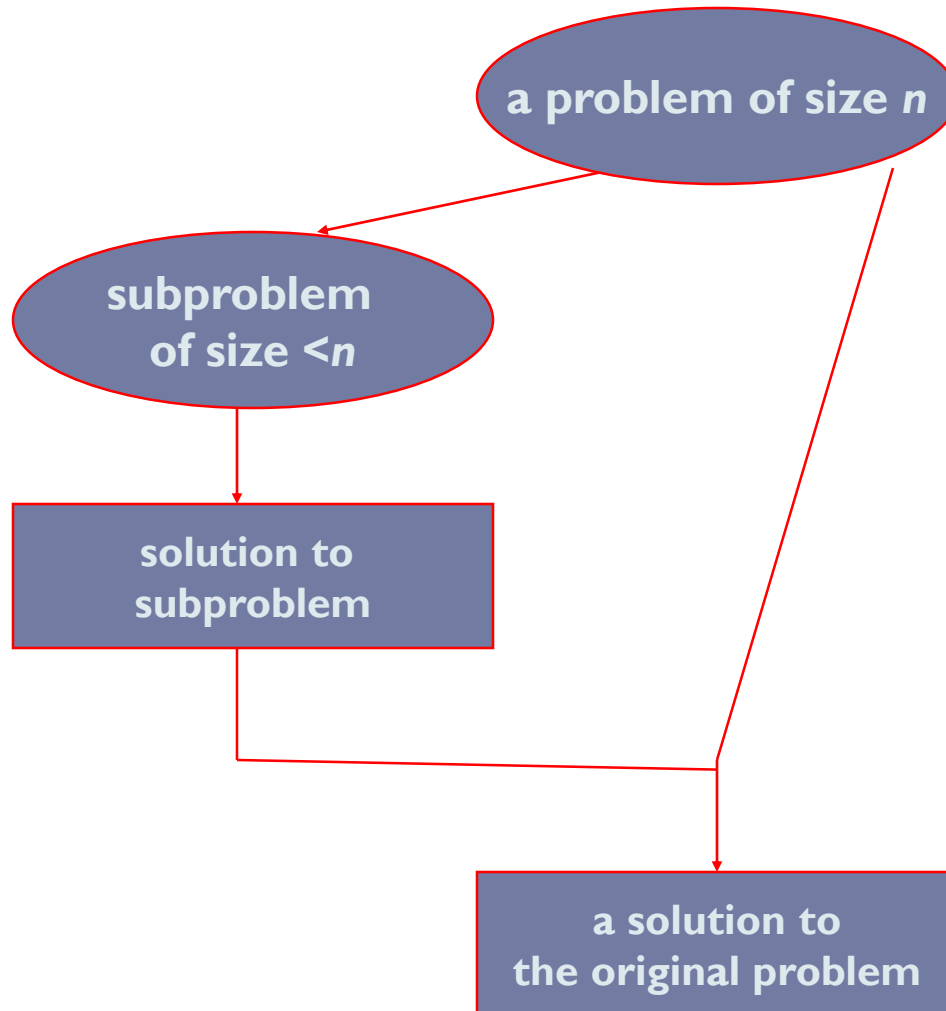 a problem of size n
subproblem
of size <n
solution to
subproblem
a solution to
the original problem